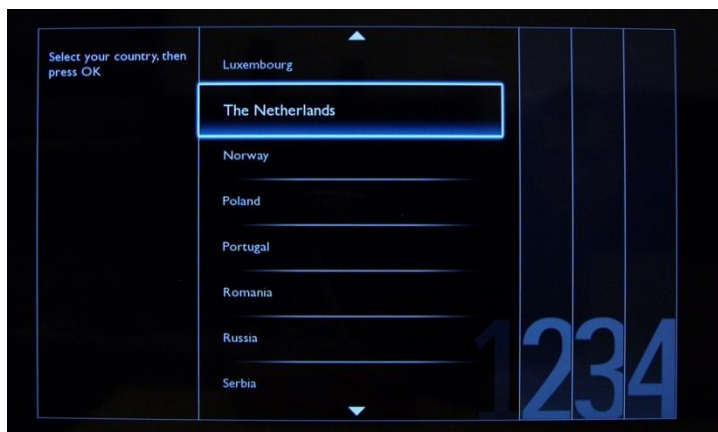 Select your country, then
press OK
Luxembourg
The Netherlands
Norway
Poland
Portugal
Romania
Russia
Serbia
1234